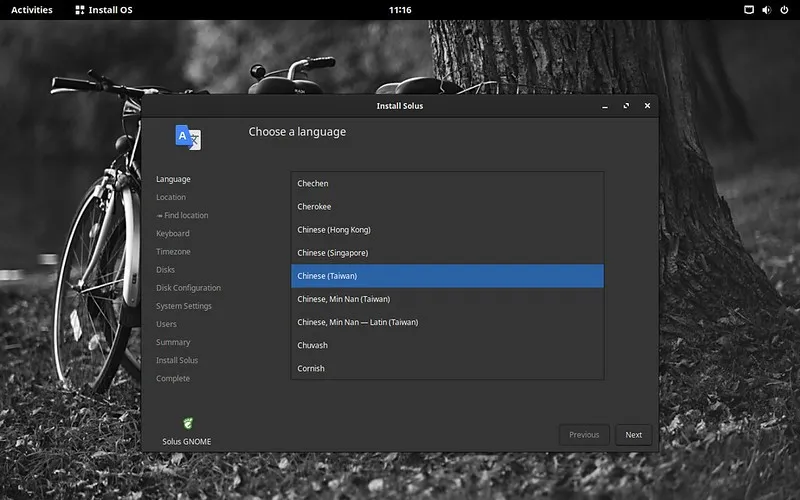 Activities
Install OS
11:16
Install Solus
Choose a language
Language
Location
Find location
Keyboard
Timezone
Disks
Disk Configuration
System Settings
Users
Summary
Install Solus
Complete
Chechen
Cherokee
Chinese (Hong Kong)
Chinese (Singapore)
Chinese (Taiwan)
Chinese, Min Nan (Taiwan)
Chinese, Min Nan — Latin (Taiwan)
Chuvash
Cornish
Solus GNOME
Previous
Next